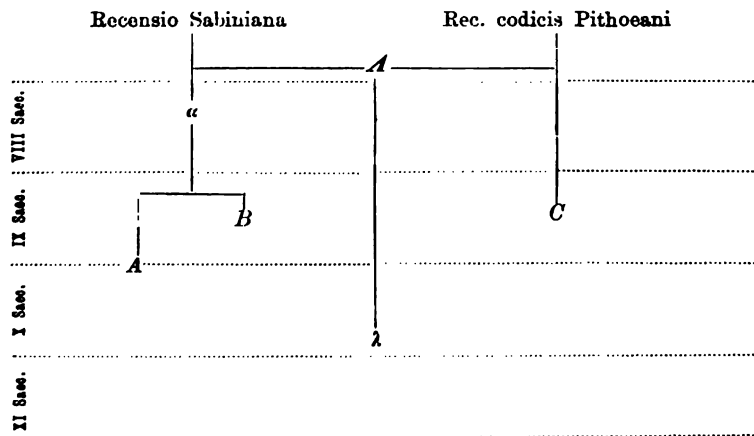 Recensio Sabiniana Rec. codicis Pithoeani
A
VIII Saec.
α
IX Saec.
B C
A
X Saec.
λ
XI Saec.